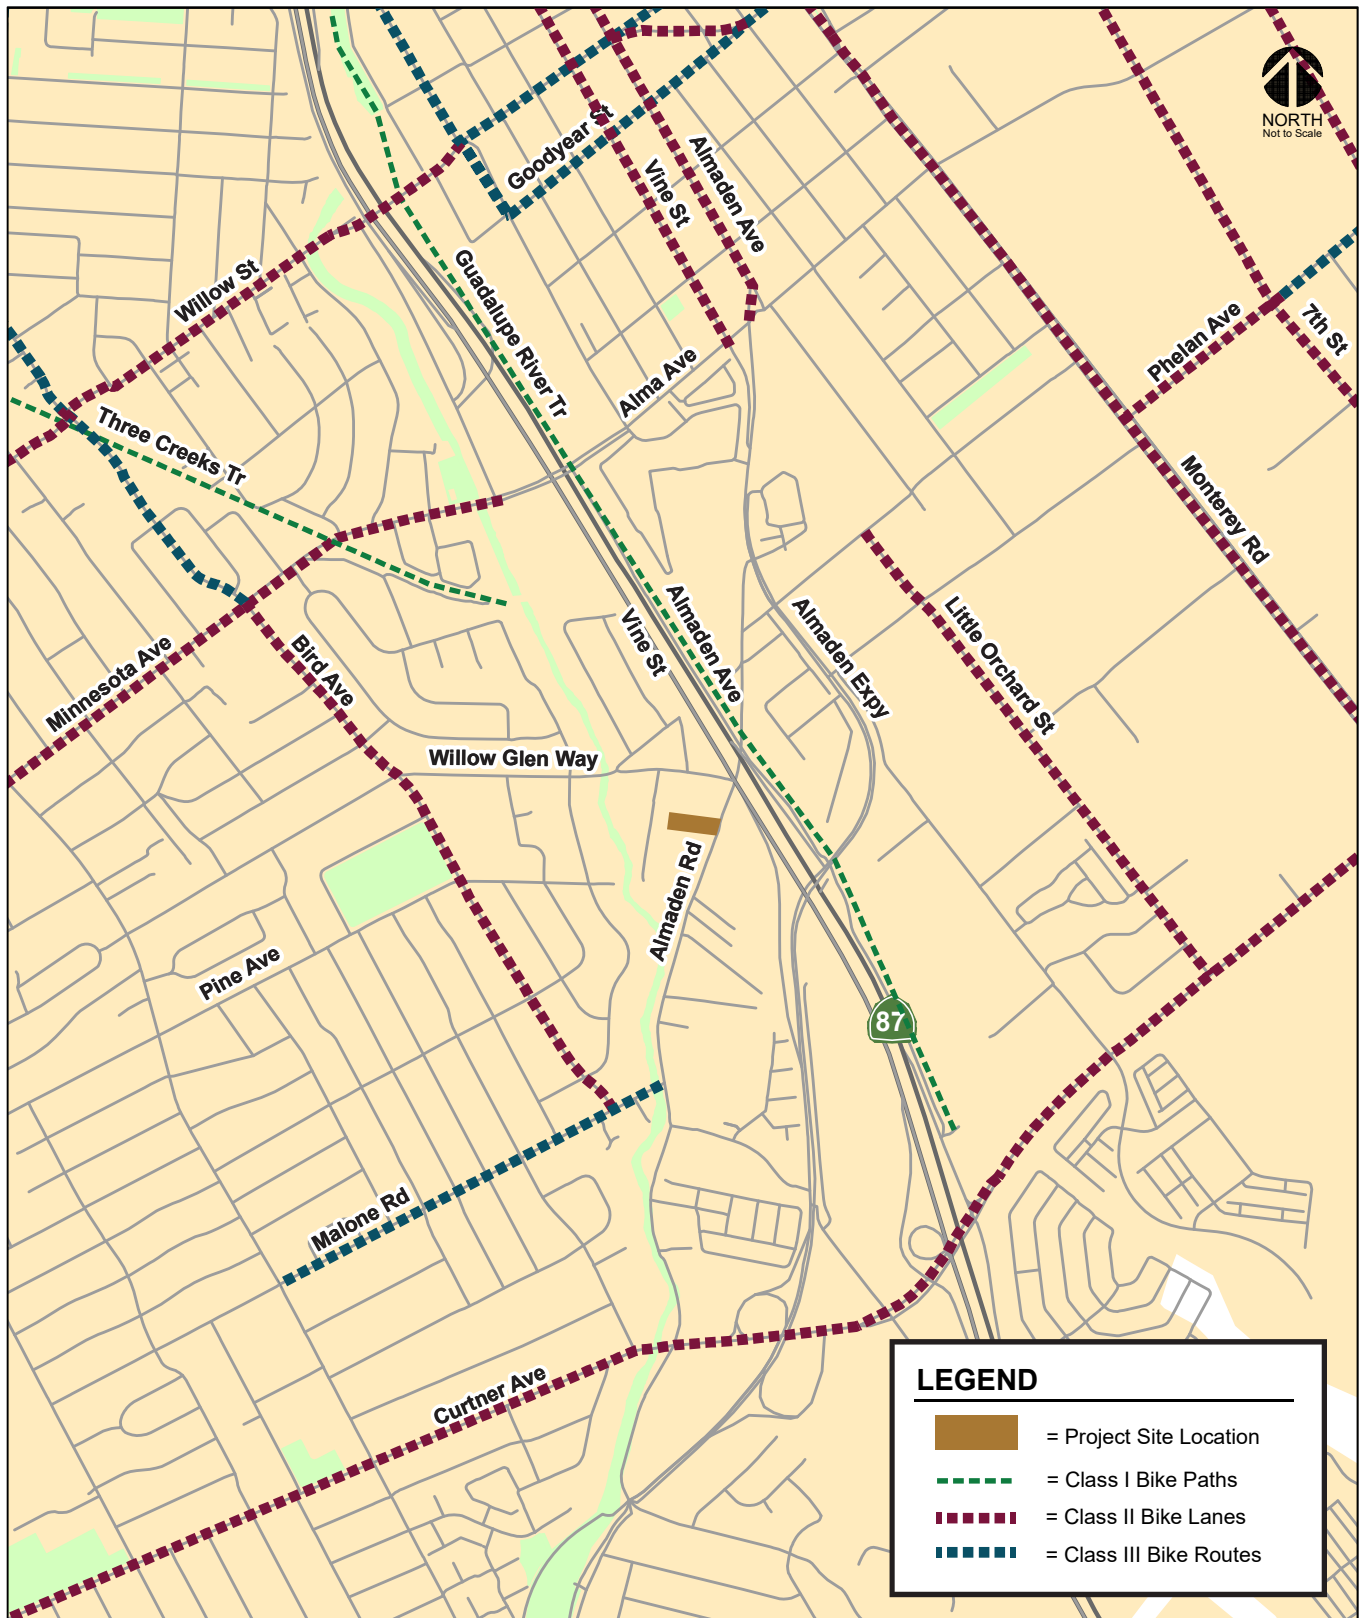 NORTH
Not to Scale
Goodyear St
Vine St
Almaden Ave
Willow St
Guadalupe River Tr
Phelan Ave
7th St
Alma Ave
Three Creeks Tr
Monterey Rd
Minnesota Ave
Bird Ave
Vine St
Almaden Ave
Almaden Expy
Little Orchard St
Willow Glen Way
Almaden Rd
Pine Ave
87
Malone Rd
Curtner Ave
LEGEND
= Project Site Location
= Class I Bike Paths
= Class II Bike Lanes
= Class III Bike Routes